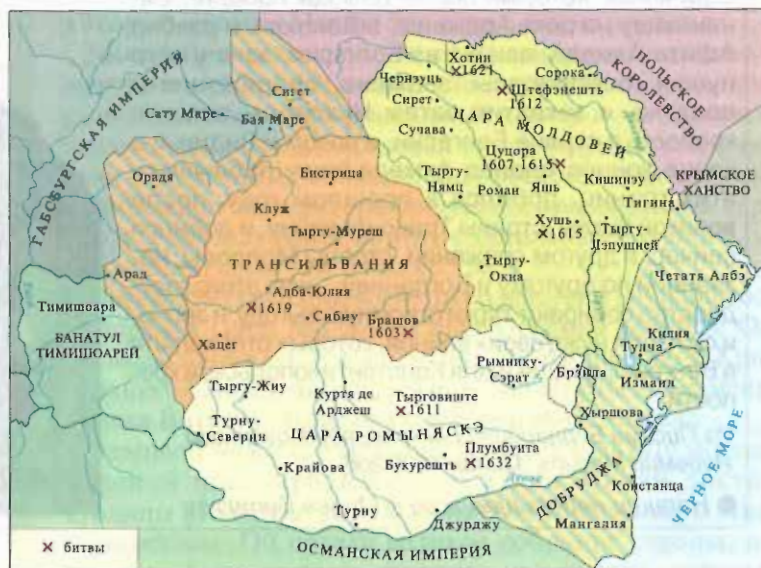 ГАБСБУРГСКАЯ ИМПЕРИЯ
ПОЛЬСКОЕ
КОРОЛЕВСТВО
КРЫМСКОЕ
ХАНСТВО
Хотин
1621
Чернэуць
Сорока
Штефэнешть
1612
Сирет
Сигет
Сату Маре
Бая Маре
ЦАРА МОЛДОВЕЙ
Сучава
Цуцора
1607, 1615
Орадя
Бистрица
Тыргу-
Нямц
Роман
Яшь
Кишинэу
Тигина
Клуж
Тыргу-Муреш
Хушь
1615
Тыргу-
Лэпушней
ТРАНСИЛЬВАНИЯ
Тыргу-
Окна
Арад
Четатя Албэ
Тимишоара
Алба-Юлия
1619
Сибиу
Брашов
1603
БАНАТУЛ
ТИМИШОАРЕЙ
Хацег
Килия
Тулча
Рымнику-
Сэрат
Брэила
Измаил
Тыргу-Жиу
Куртя де
Арджеш
Тырговиште
1611
Хыршова
Турну-
Северин
ЦАРА РОМЫНЯСКЭ
Плумбуита
1632
Крайова
Букурешть
ДОБРУДЖА
Констанца
ЧЕРНОЕ МОРЕ
Турну
Джурджу
Мангалия
битвы
ОСМАНСКАЯ ИМПЕРИЯ